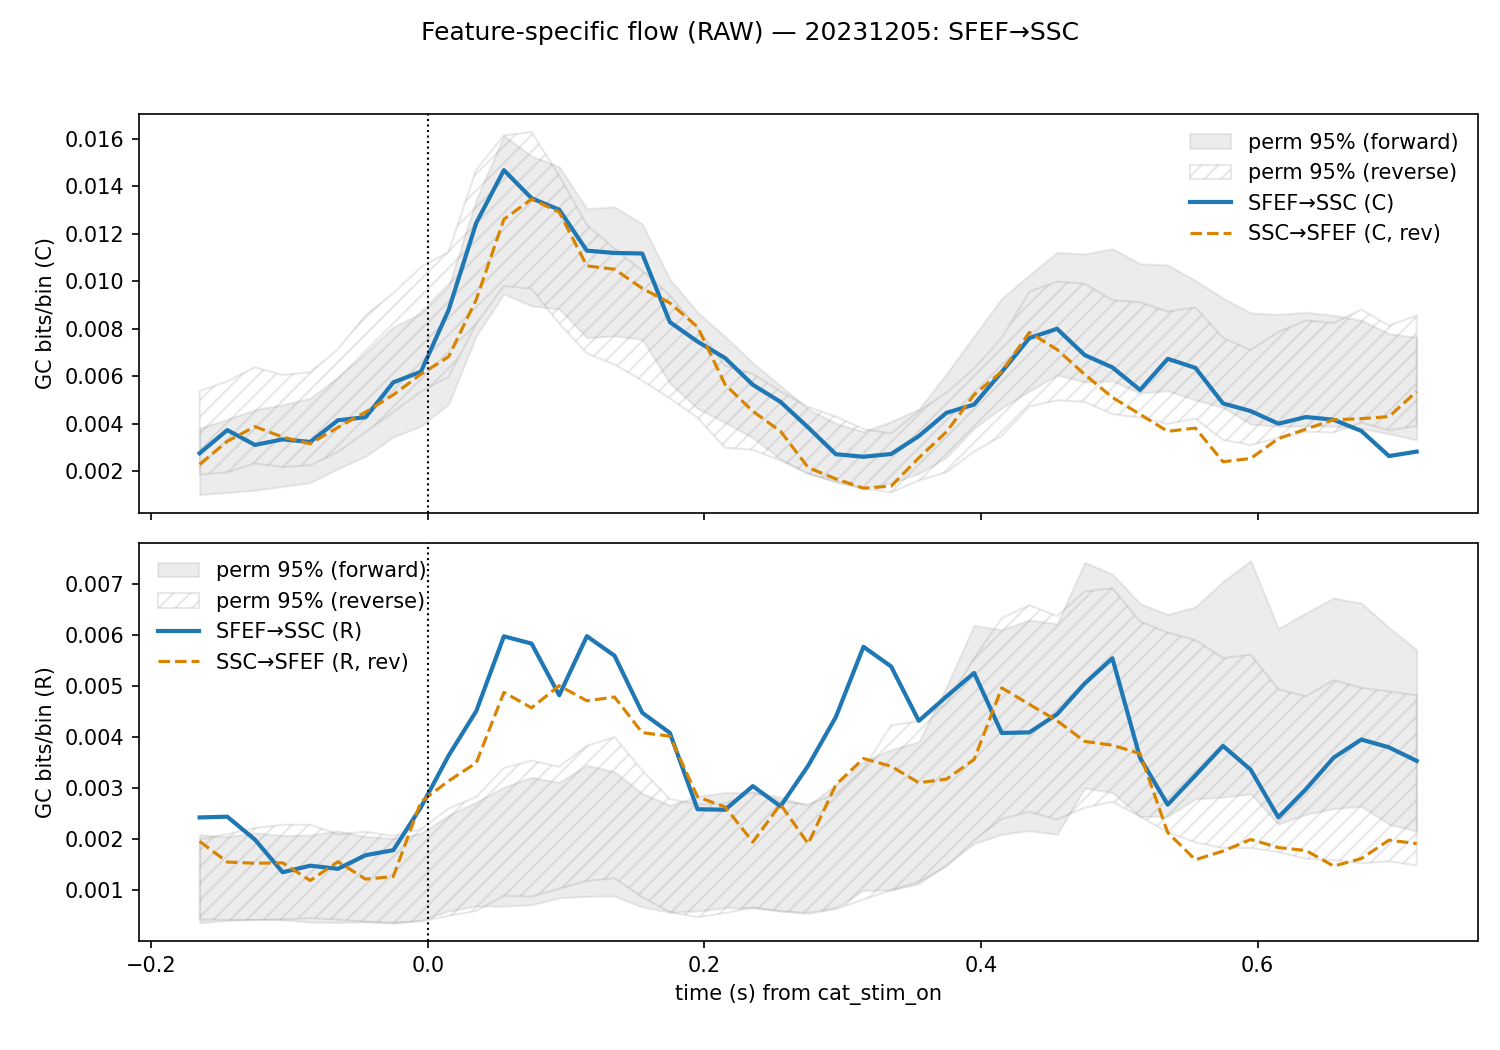 Feature-specific flow (RAW) — 20231205: SFEF→SSC
GC bits/bin (C)
0.016
0.014
0.012
0.010
0.008
0.006
0.004
0.002
perm 95% (forward)
perm 95% (reverse)
SFEF→SSC (C)
SSC→SFEF (C, rev)
GC bits/bin (R)
0.007
0.006
0.005
0.004
0.003
0.002
0.001
perm 95% (forward)
perm 95% (reverse)
SFEF→SSC (R)
SSC→SFEF (R, rev)
−0.2 0.0 0.2 0.4 0.6
time (s) from cat_stim_on